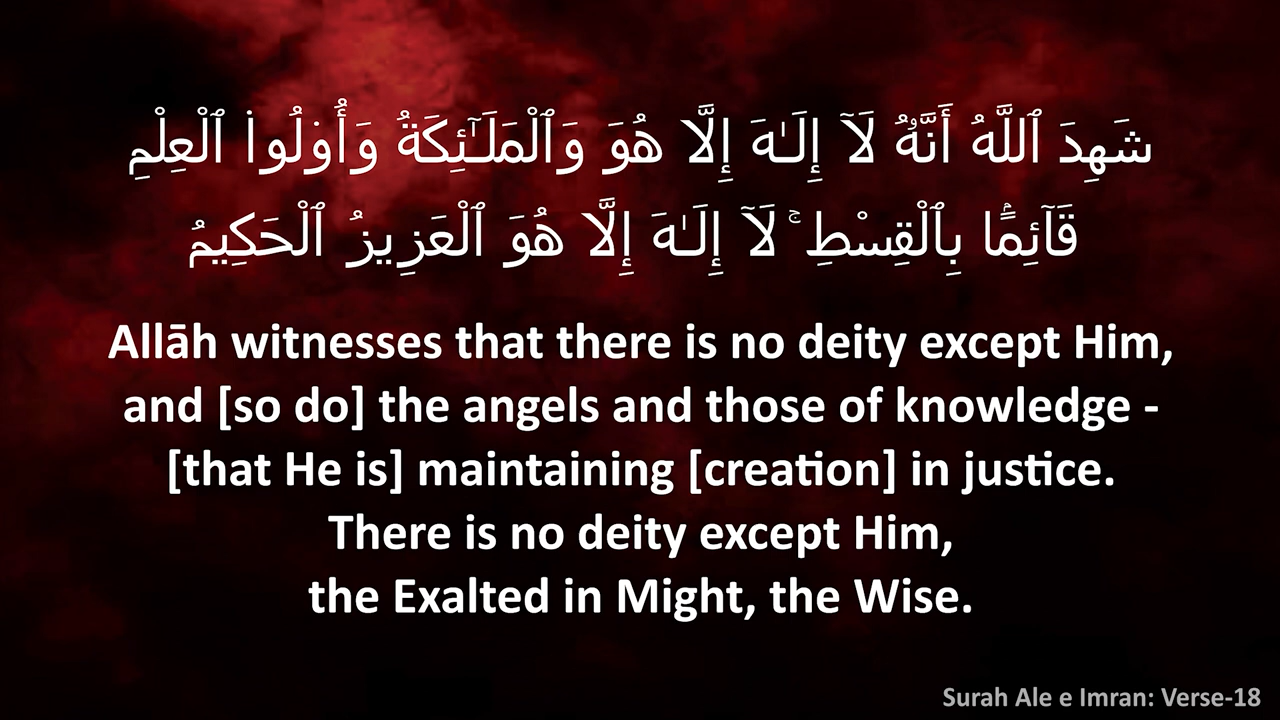 شَهِدَ ٱللَّهُ أَنَّهُۥ لَآ إِلَـٰهَ إِلَّا هُوَ وَٱلْمَلَـٰٓئِكَةُ وَأُو۟لُوا۟ ٱلْعِلْمِ
قَآئِمًۢا بِٱلْقِسْطِ ۚ لَآ إِلَـٰهَ إِلَّا هُوَ ٱلْعَزِيزُ ٱلْحَكِيمُ
Allāh witnesses that there is no deity except Him,
and [so do] the angels and those of knowledge -
[that He is] maintaining [creation] in justice.
There is no deity except Him,
the Exalted in Might, the Wise.
Surah Ale e Imran: Verse-18